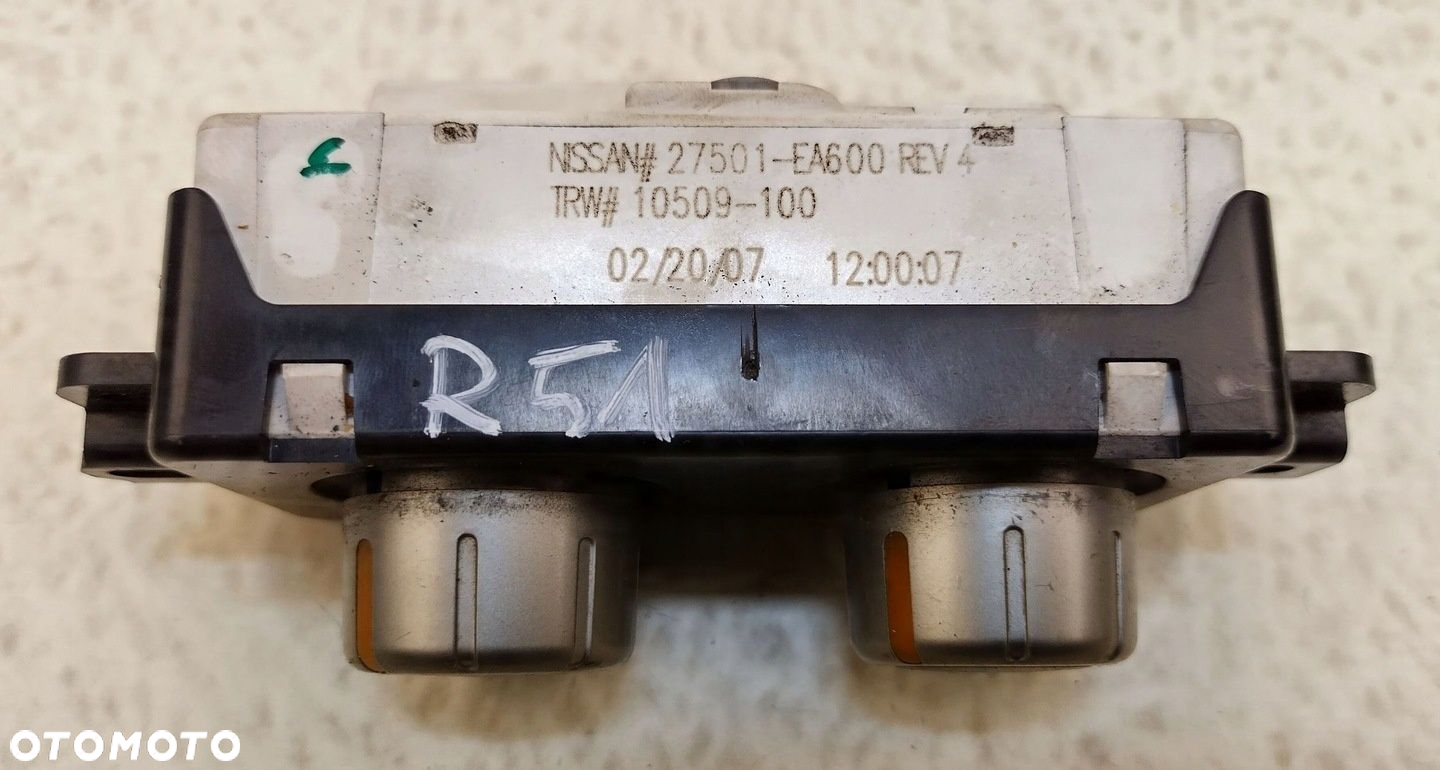 NISSAN# 27501-EA600 REV 4
TRW# 10509-100
02/20/07 12:00:07
R51
OTOMOTO